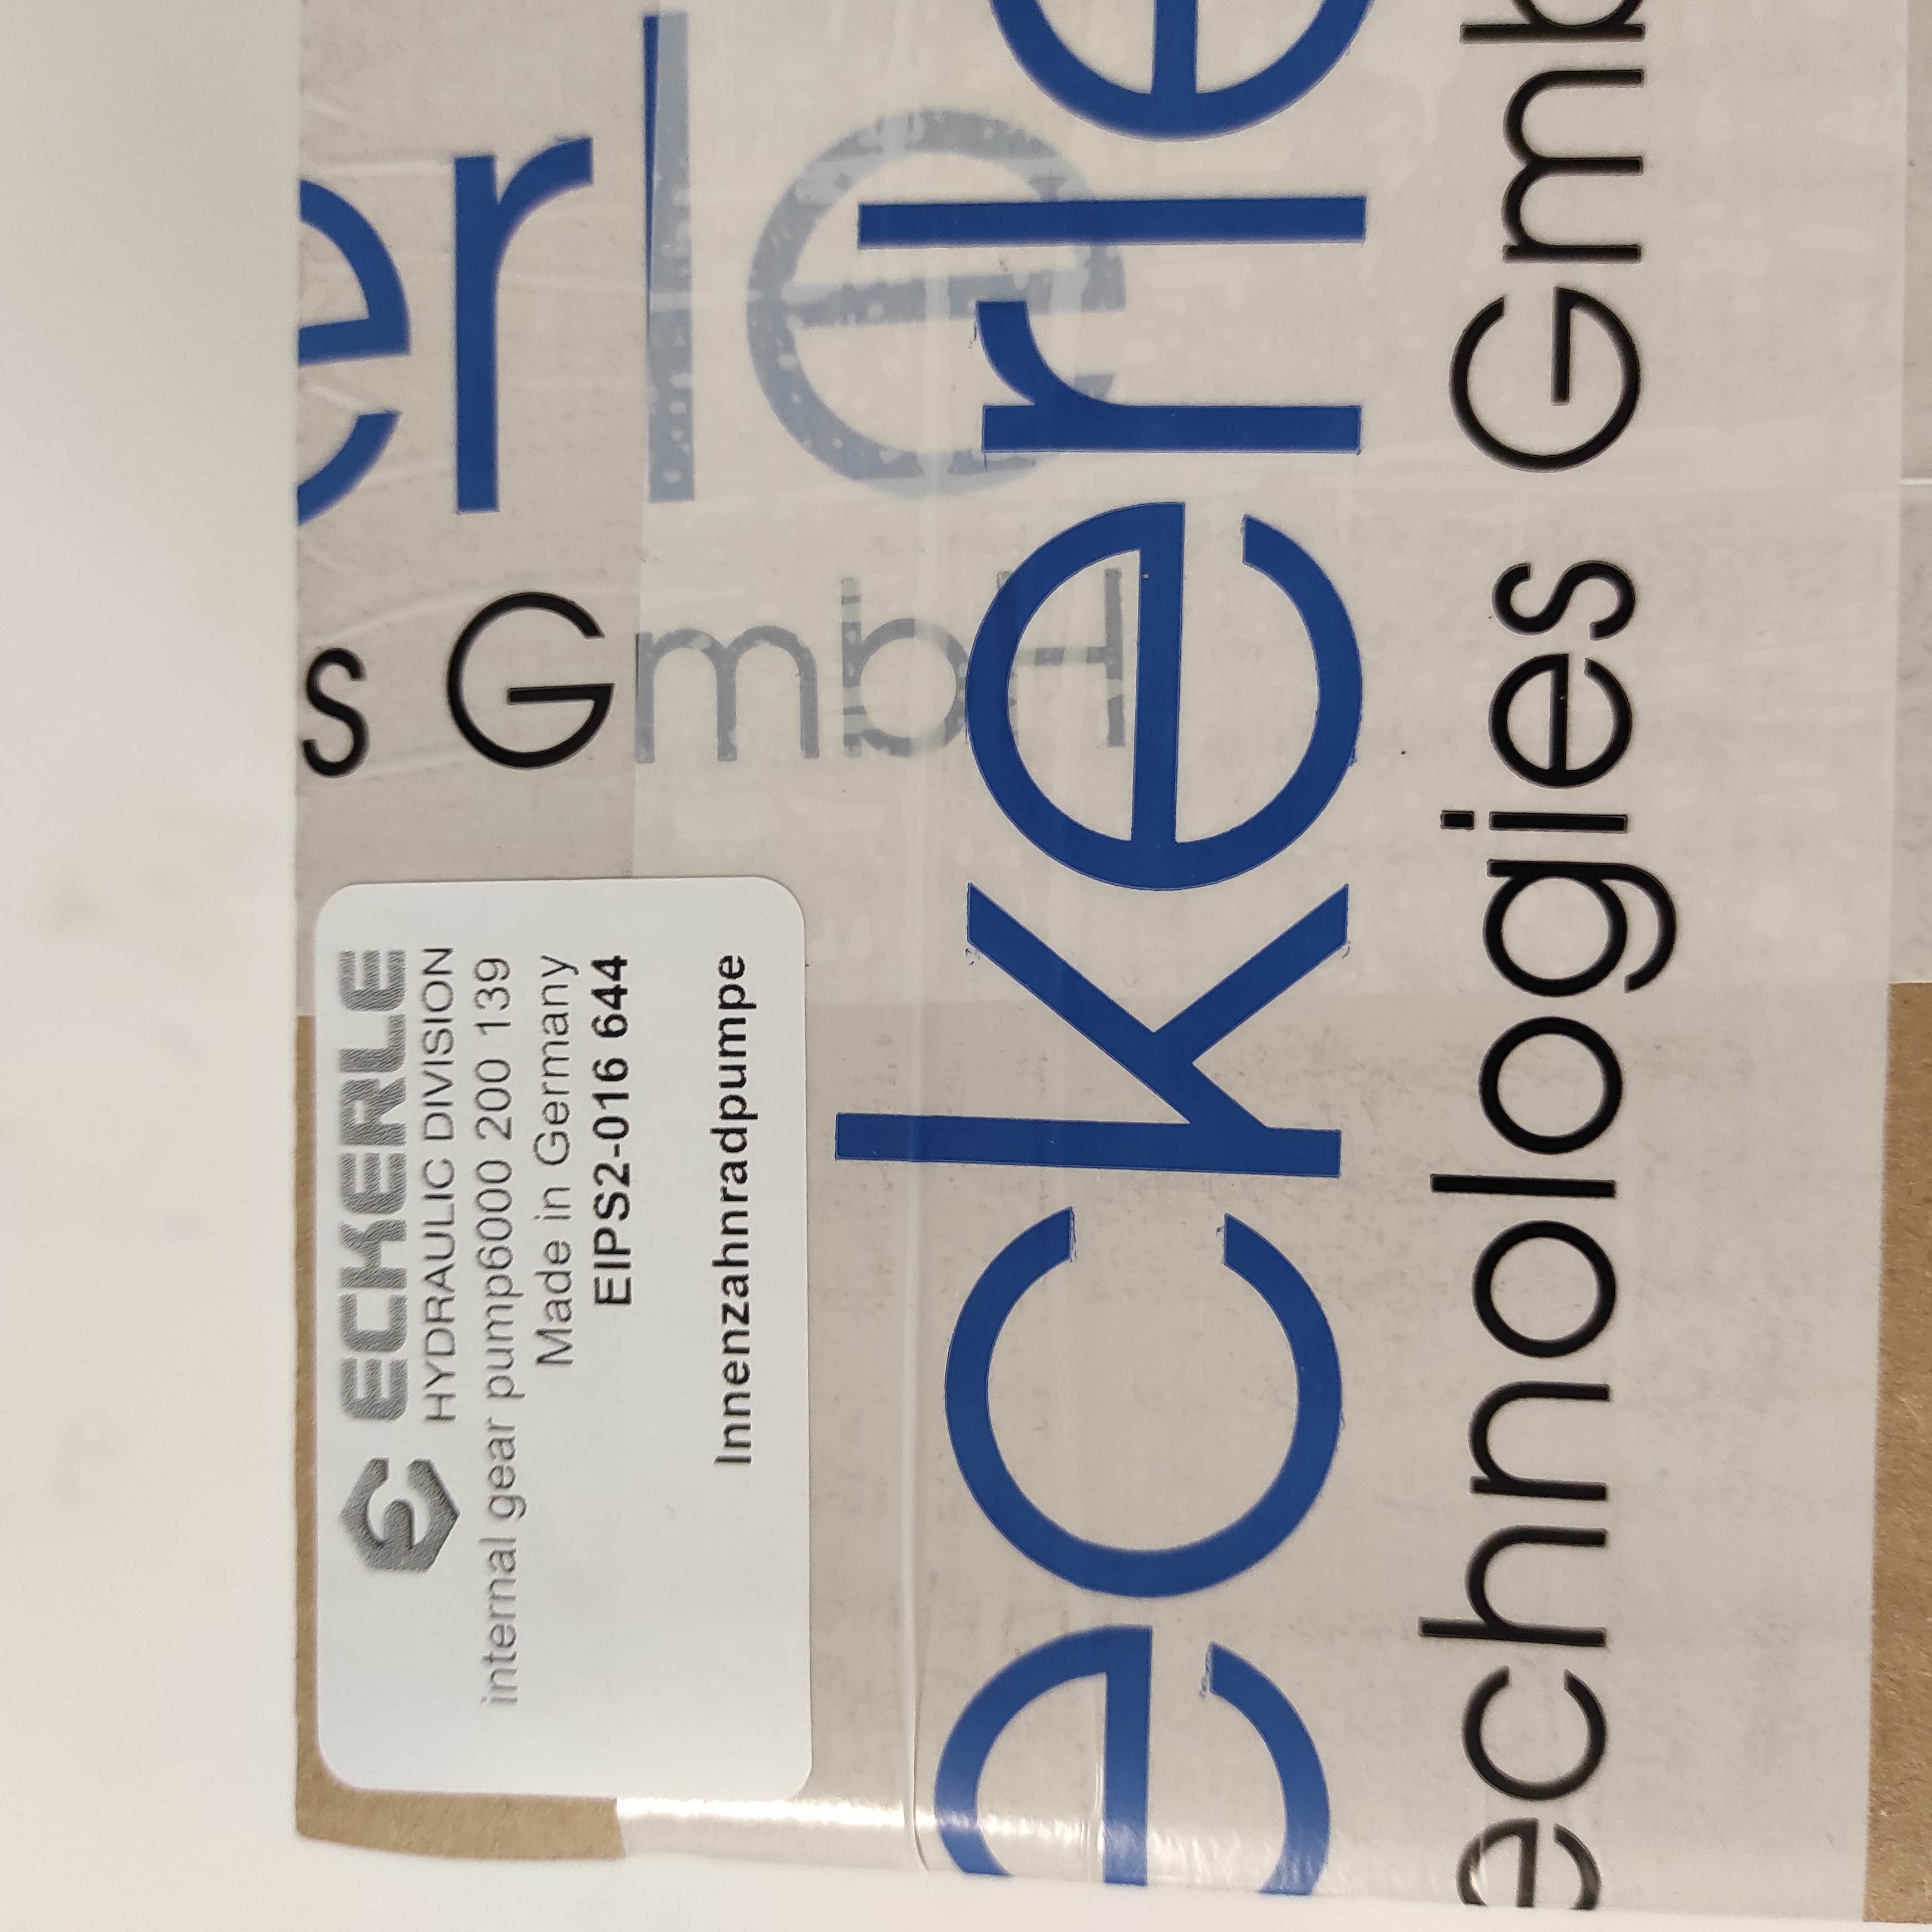 ECKERLE
HYDRAULIC DIVISION
internal gear pump6000 200 139
Made in Germany
EIPS2-016 644
Innenzahnradpumpe
erle
s GmbH
eckerle
echnologies Gmb